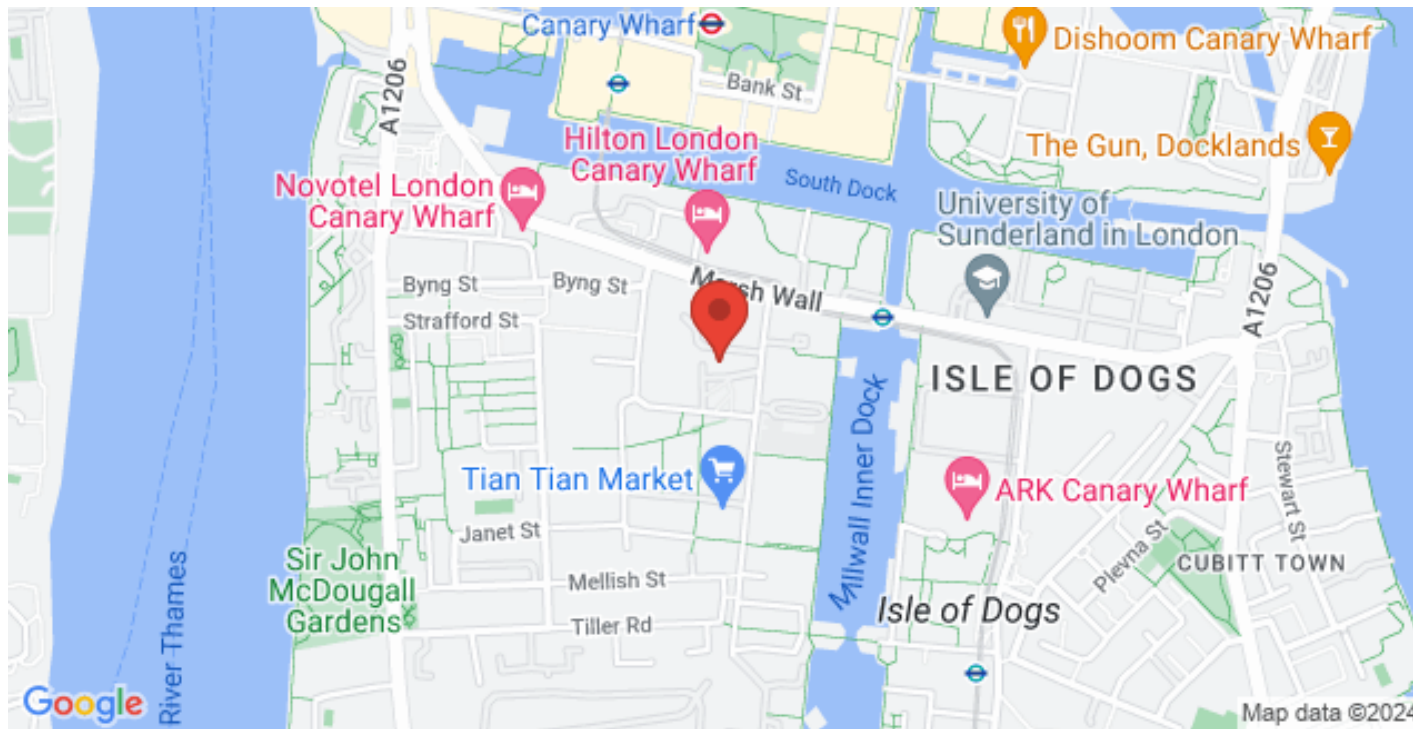 Canary Wharf
Dishoom Canary Wharf
A1206
Bank St
A1206
Hilton London
Canary Wharf
The Gun, Docklands
Novotel London
Canary Wharf
South Dock
University of
Sunderland in London
Byng St
Byng St
Marsh Wall
Strafford St
ISLE OF DOGS
Millwall Inner Dock
Tian Tian Market
ARK Canary Wharf
Stewart St
Janet St
Plevna St
Sir John
McDougall
Gardens
Mellish St
CUBITT TOWN
Isle of Dogs
Tiller Rd
River Thames
Google
Map data ©2024